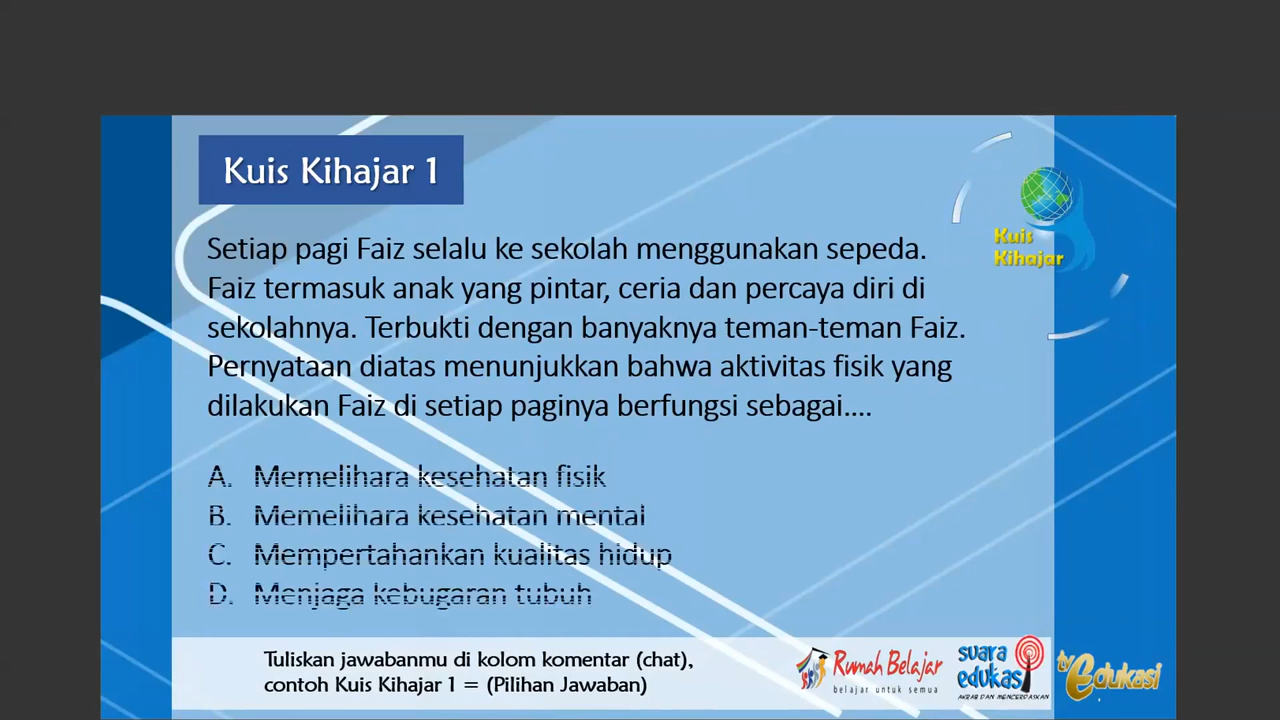 Kuis Kihajar 1
Kuis
Kihajar
Setiap pagi Faiz selalu ke sekolah menggunakan sepeda.
Faiz termasuk anak yang pintar, ceria dan percaya diri di
sekolahnya. Terbukti dengan banyaknya teman-teman Faiz.
Pernyataan diatas menunjukkan bahwa aktivitas fisik yang
dilakukan Faiz di setiap paginya berfungsi sebagai....
A. Memelihara kesehatan fisik
B. Memelihara kesehatan mental
C. Mempertahankan kualitas hidup
D. Menjaga kebugaran tubuh
Tuliskan jawabanmu di kolom komentar (chat),
contoh Kuis Kihajar 1 = (Pilihan Jawaban)
Rumah Belajar
belajar untuk semua
suara
edukasi
AKRAB DAN MENCERDASKAN
tv edukasi